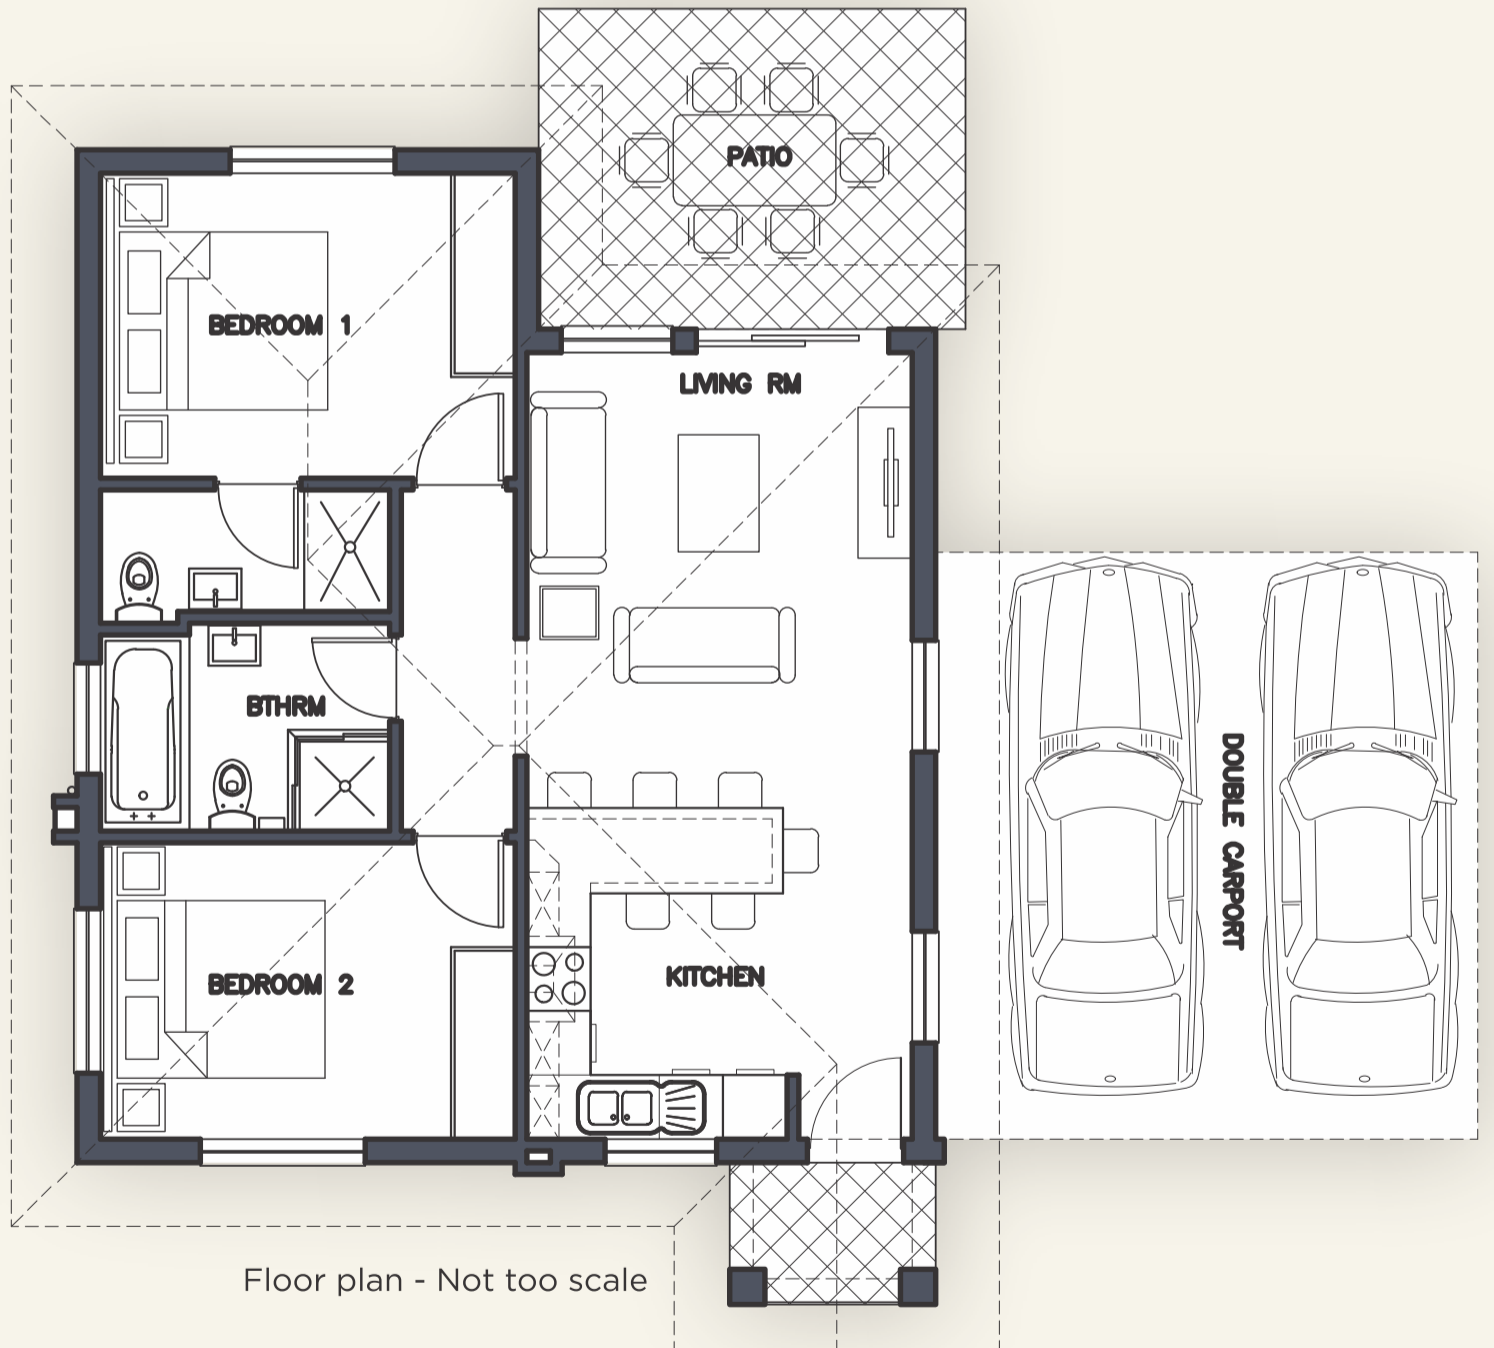 PATIO
BEDROOM 1
LIVING RM
BTHRM
DOUBLE CARPORT
BEDROOM 2
KITCHEN
Floor plan - Not too scale